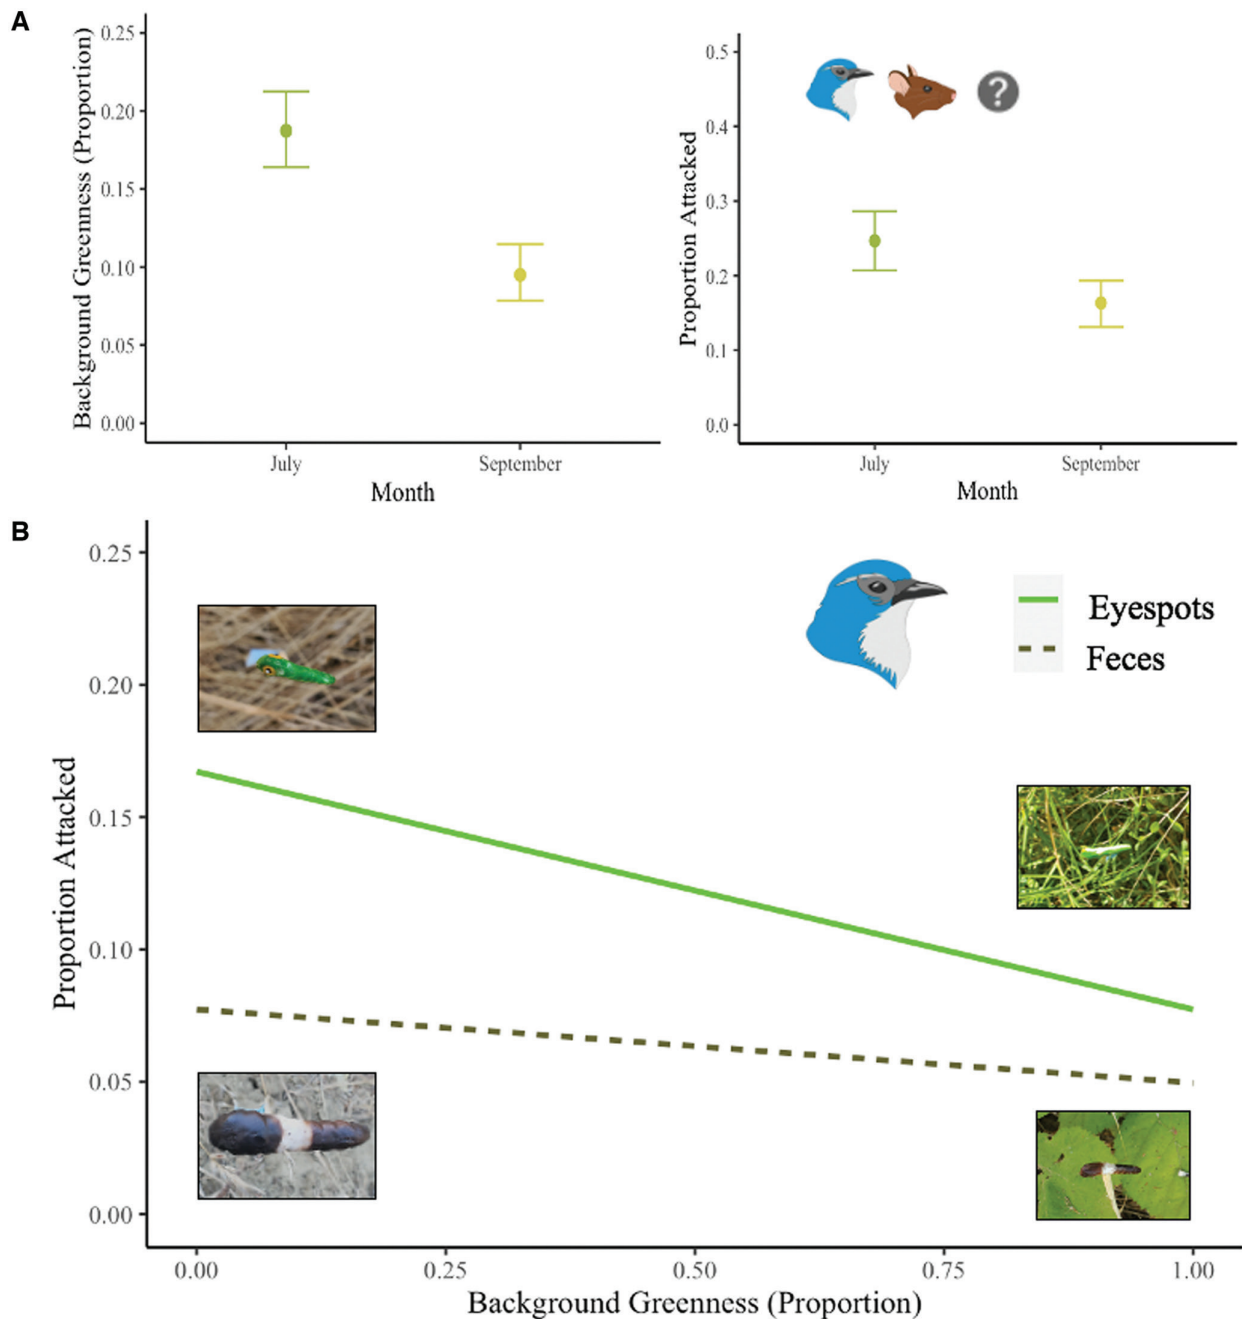 A
Background Greenness (Proportion)
0.25
0.20
0.15
0.10
0.05
0.00
July
September
Month
Proportion Attacked
0.5
0.4
0.3
0.2
0.1
0.0
?
July
September
Month
B
Proportion Attacked
0.25
0.20
0.15
0.10
0.05
0.00
Eyespots
Feces
0.00
0.25
0.50
0.75
1.00
Background Greenness (Proportion)